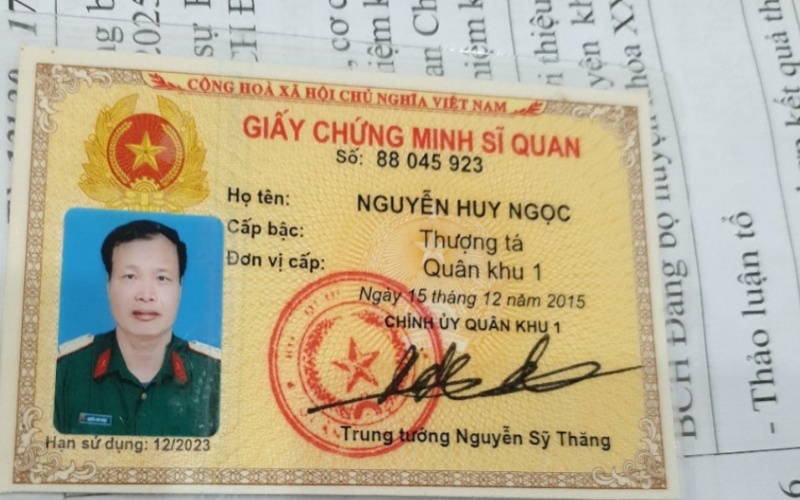 CỘNG HOÀ XÃ HỘI CHỦ NGHĨA VIỆT NAM
GIẤY CHỨNG MINH SĨ QUAN
Số: 88 045 923
Họ tên: NGUYỄN HUY NGỌC
Cấp bậc: Thượng tá
Đơn vị cấp: Quân khu 1
Ngày 15 tháng 12 năm 2015
CHÍNH ỦY QUÂN KHU 1
Trung tướng Nguyễn Sỹ Thăng
Hạn sử dụng: 12/2023
BCH Đảng bộ huyện
- Thảo luận tổ